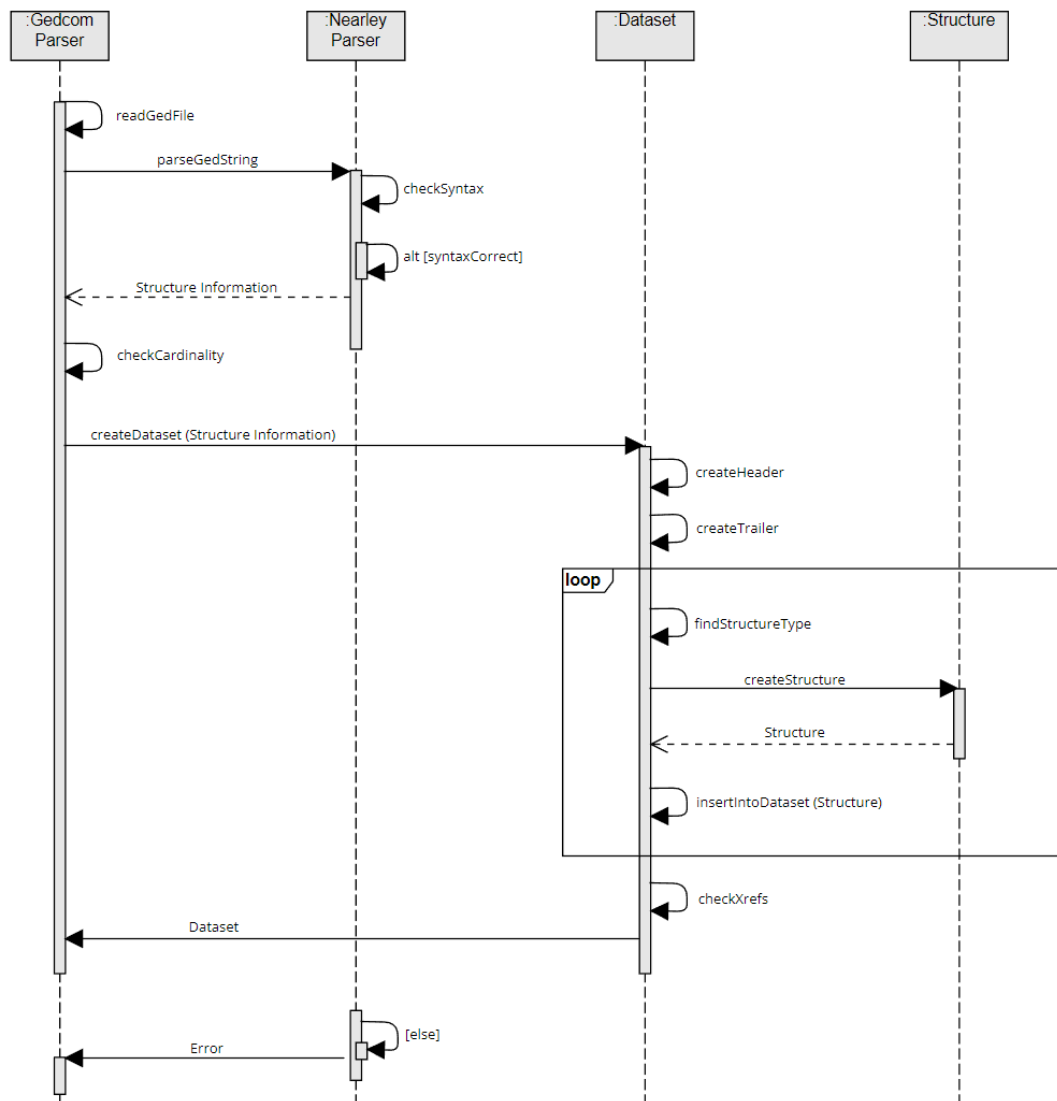 :Gedcom
Parser
:Nearley
Parser
:Dataset
:Structure
readGedFile
parseGedString
checkSyntax
alt [syntaxCorrect]
Structure Information
checkCardinality
createDataset (Structure Information)
createHeader
createTrailer
loop
findStructureType
createStructure
Structure
insertIntoDataset (Structure)
checkXrefs
Dataset
[else]
Error